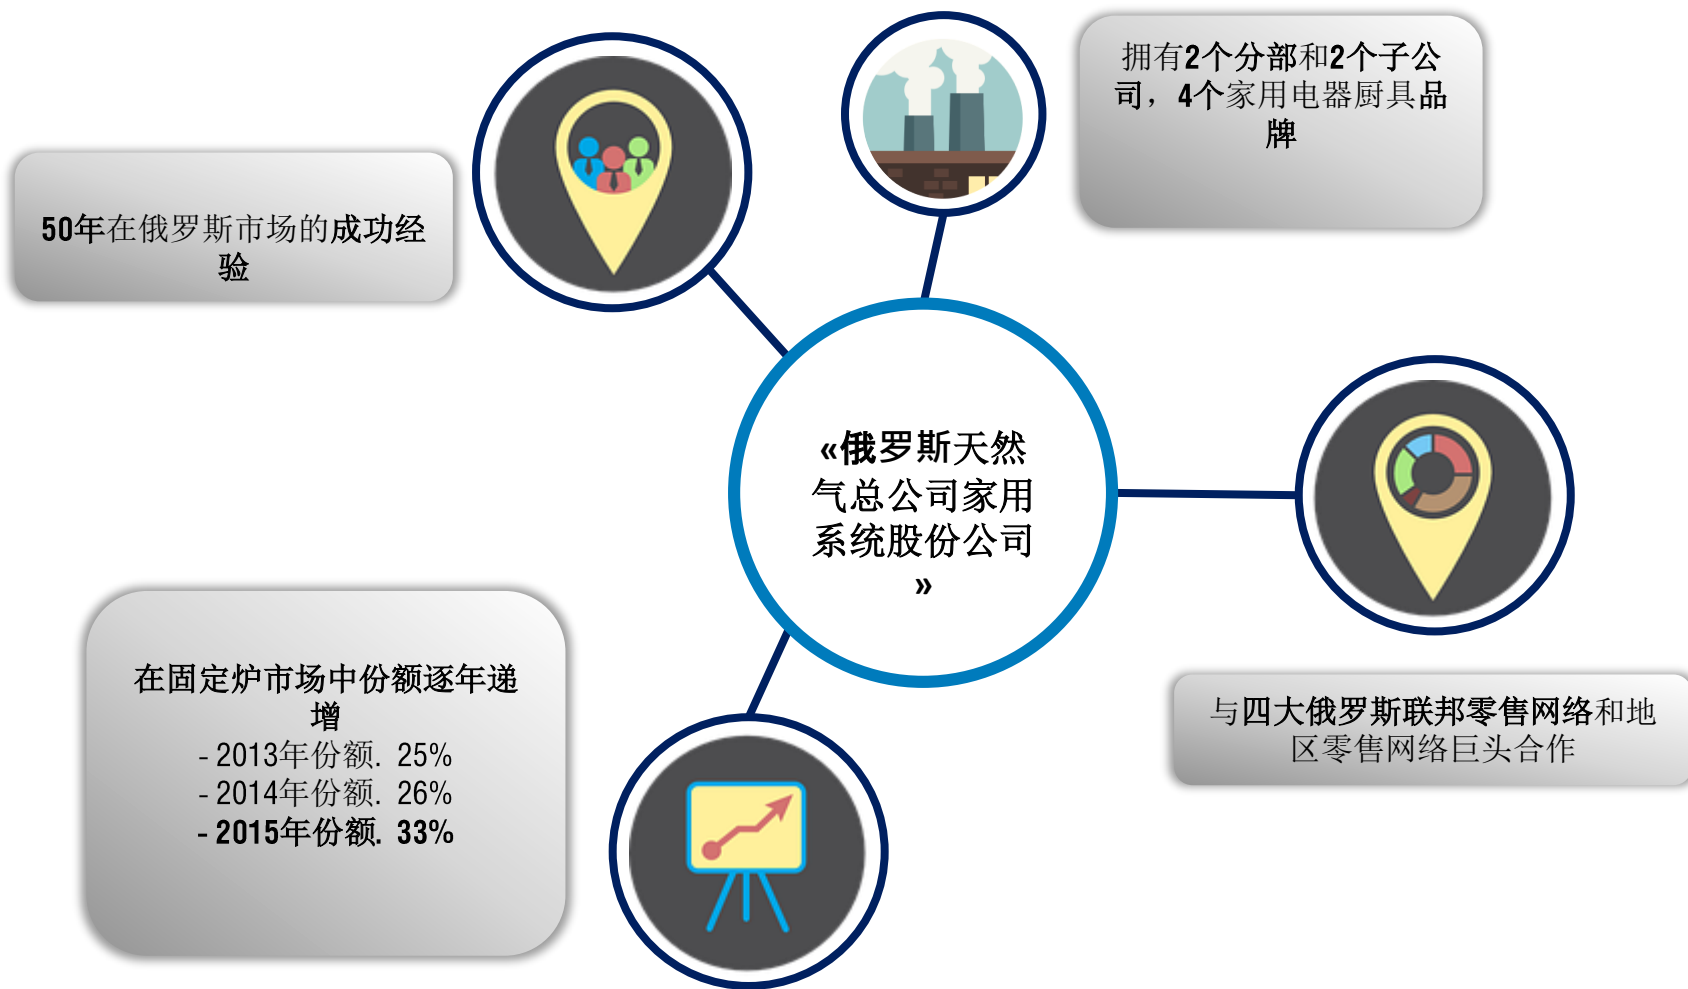 拥有2个分部和2个子公
司，4个家用电器厨具品
牌
50年在俄罗斯市场的成功经
验
«俄罗斯天然
气总公司家用
系统股份公司
»
在固定炉市场中份额逐年递
增
- 2013年份额. 25%
- 2014年份额. 26%
- 2015年份额. 33%
与四大俄罗斯联邦零售网络和地
区零售网络巨头合作